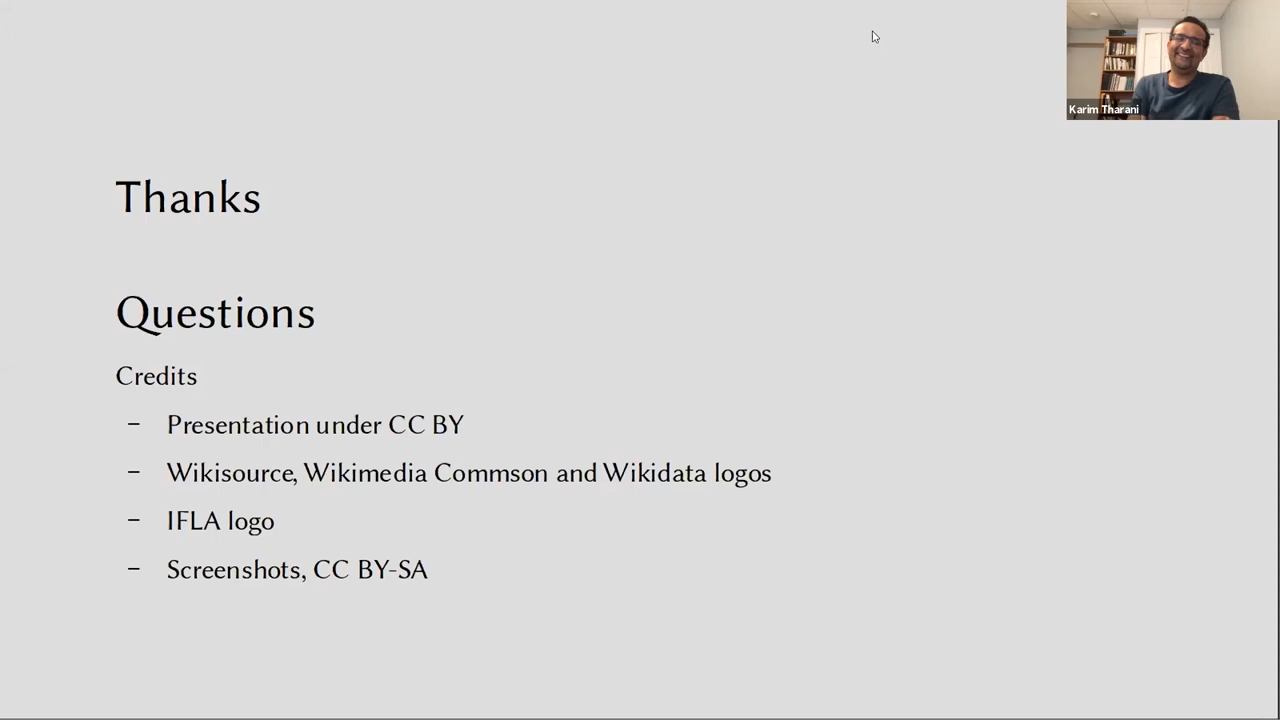 Karim Tharani
Thanks
Questions
Credits
– Presentation under CC BY
– Wikisource, Wikimedia Commson and Wikidata logos
– IFLA logo
– Screenshots, CC BY-SA